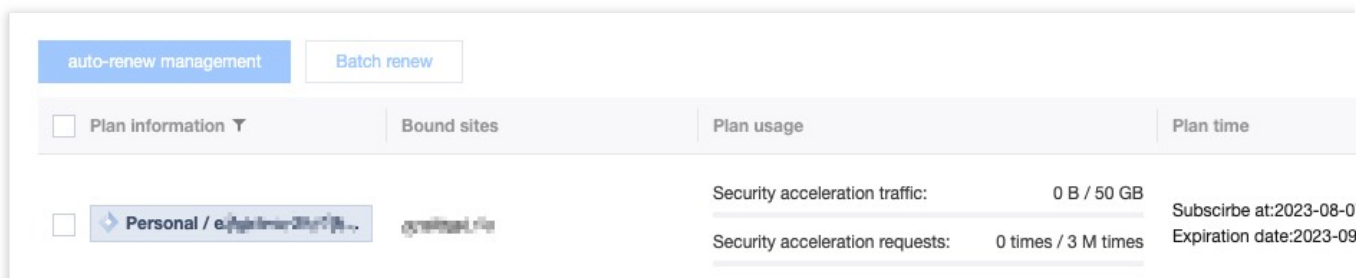 auto-renew management
Batch renew
Plan information
Bound sites
Plan usage
Plan time
Personal /
Security acceleration traffic: 0 B / 50 GB
Security acceleration requests: 0 times / 3 M times
Subscirbe at:2023-08-0
Expiration date:2023-09